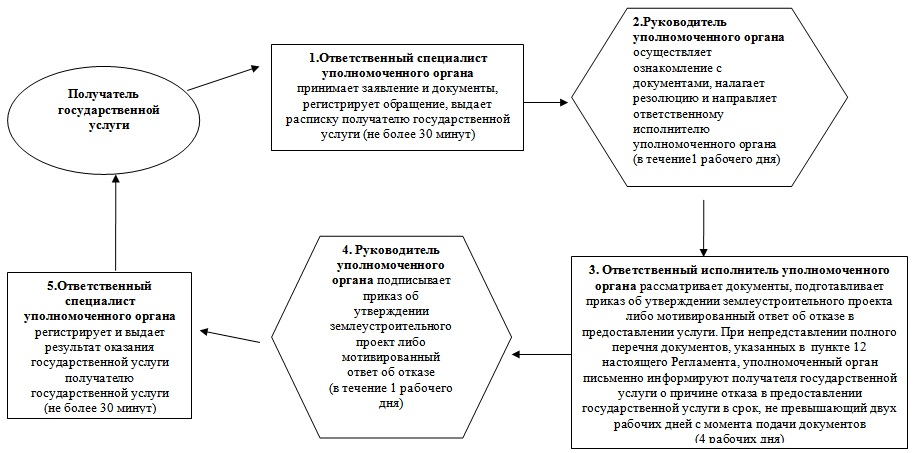 Получатель
государственной
услуги
1.Ответственный специалист
уполномоченного органа
принимает заявление и документы,
регистрирует обращение, выдает
расписку получателю государственной
услуги (не более 30 минут)
2.Руководитель
уполномоченного органа
осуществляет
ознакомление с
документами, налагает
резолюцию и направляет
ответственному
исполнителю
уполномоченного органа
(в течение1 рабочего дня)
3. Ответственный исполнитель уполномоченного
органа рассматривает документы, подготавливает
приказ об утверждении землеустроительного проекта
либо мотивированный ответ об отказе в
предоставлении услуги. При непредставлении полного
перечня документов, указанных в пункте 12
настоящего Регламента, уполномоченный орган
письменно информируют получателя государственной
услуги о причине отказа в предоставлении
государственной услуги в срок, не превышающий двух
рабочих дней с момента подачи документов
(4 рабочих дня)
4. Руководитель
уполномоченного
органа подписывает
приказ об
утверждении
землеустроительного
проект либо
мотивированный
ответ об отказе
(в течение 1 рабочего
дня)
5.Ответственный
специалист
уполномоченного органа
регистрирует и выдает
результат оказания
государственной услуги
получателю
государственной услуги
(не более 30 минут)